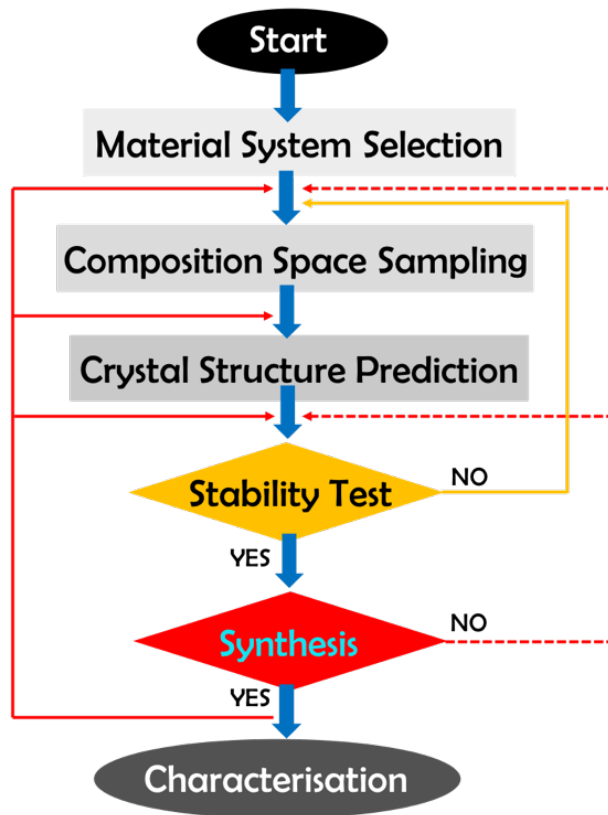 Start
Material System Selection
Composition Space Sampling
Crystal Structure Prediction
Stability Test
NO
YES
Synthesis
NO
YES
Characterisation